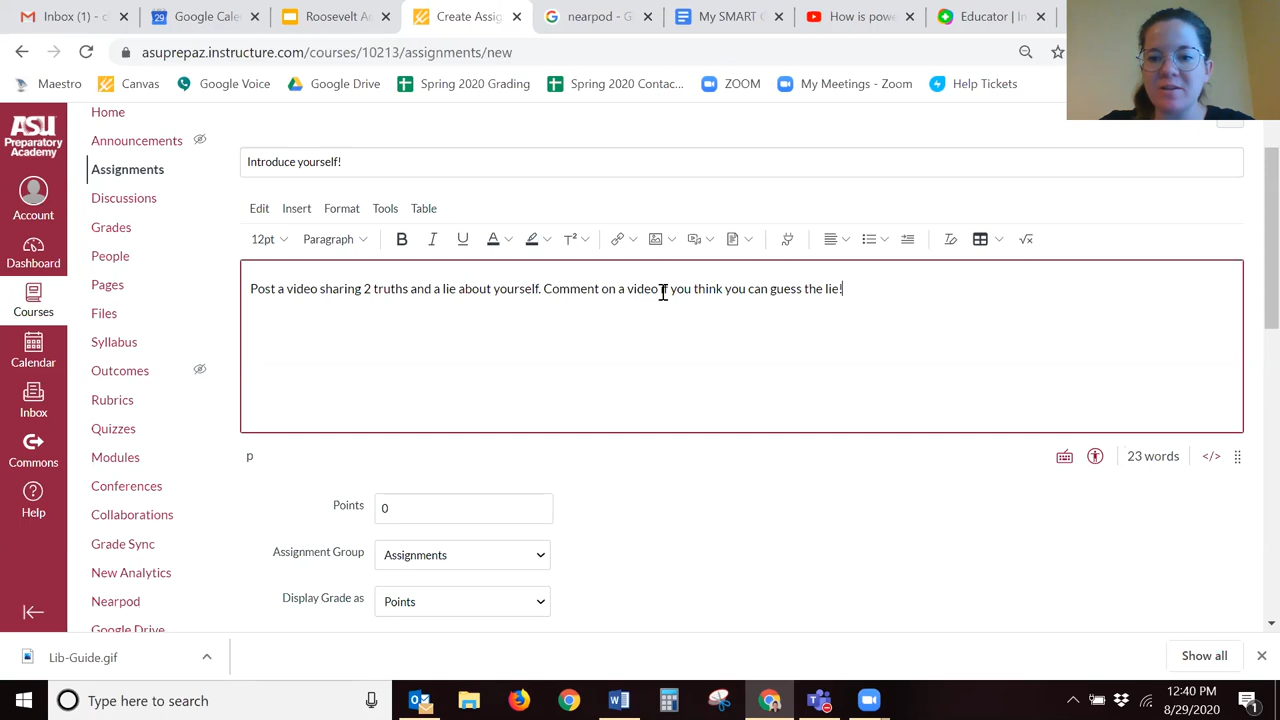 Inbox (1) - c
Google Cale
Roosevelt A
Create Assig
nearpod - G
My SMART
How is powe
Educator | In
asuprepaz.instructure.com/courses/10213/assignments/new
Maestro
Canvas
Google Voice
Google Drive
Spring 2020 Grading
Spring 2020 Contac...
ZOOM
My Meetings - Zoom
Help Tickets
ASU
Preparatory
Academy
Account
Dashboard
Courses
Calendar
Inbox
Commons
Help
Home
Announcements
Assignments
Discussions
Grades
People
Pages
Files
Syllabus
Outcomes
Rubrics
Quizzes
Modules
Conferences
Collaborations
Grade Sync
New Analytics
Nearpod
Google Drive
Introduce yourself!
Edit Insert Format Tools Table
12pt Paragraph B I U A T² √x
Post a video sharing 2 truths and a lie about yourself. Comment on a video if you think you can guess the lie!
p
23 words </>
Points 0
Assignment Group Assignments
Display Grade as Points
Lib-Guide.gif
Show all
Type here to search
12:40 PM
8/29/2020
1